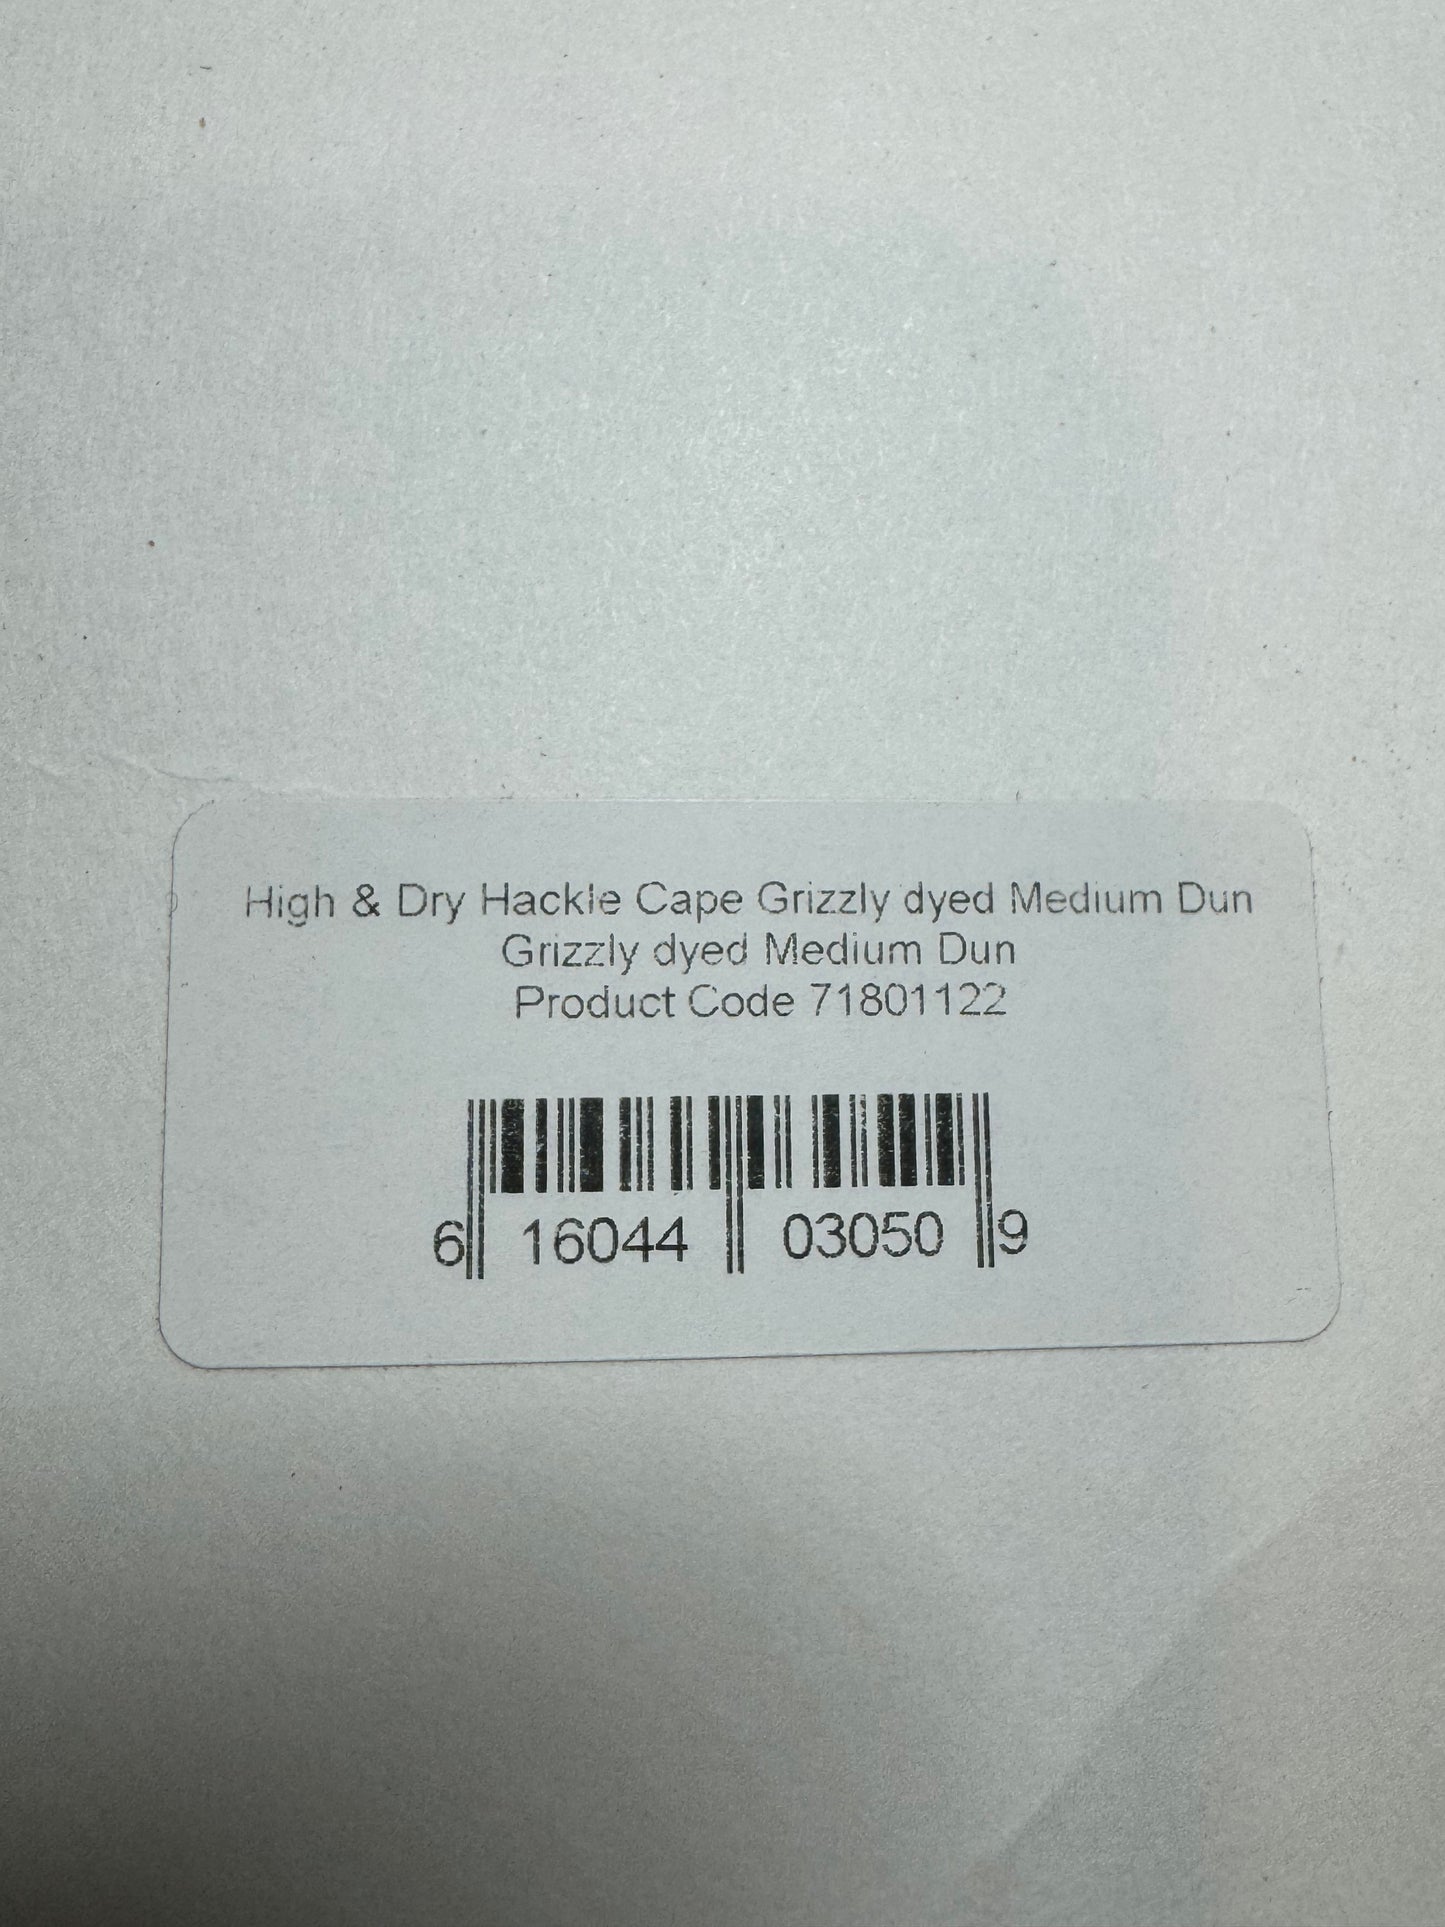 High & Dry Hackle Cape Grizzly dyed Medium Dun
Grizzly dyed Medium Dun
Product Code 71801122
6 16044 03050 9